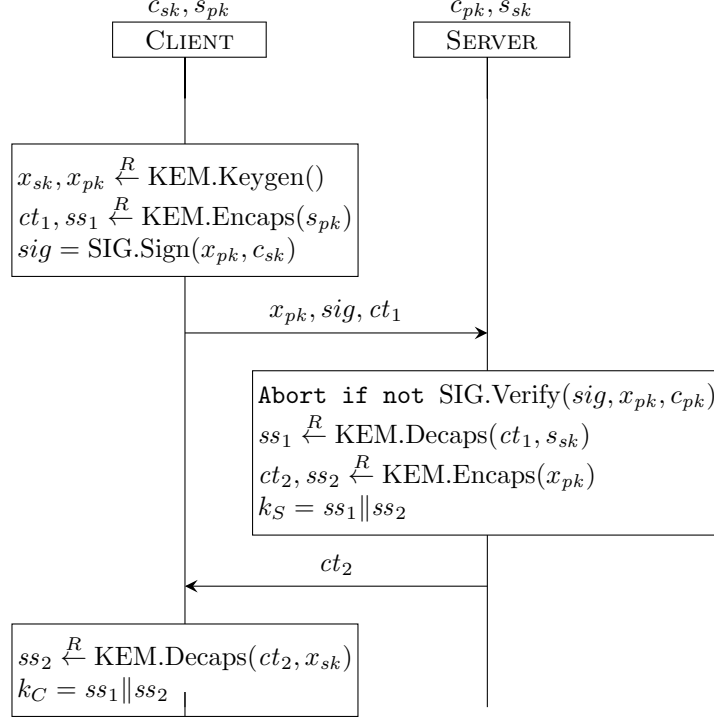 c_sk, s_pk
c_pk, s_sk
CLIENT
SERVER
x_sk, x_pk ←R KEM.Keygen()
ct_1, ss_1 ←R KEM.Encaps(s_pk)
sig = SIG.Sign(x_pk, c_sk)
x_pk, sig, ct_1
Abort if not SIG.Verify(sig, x_pk, c_pk)
ss_1 ←R KEM.Decaps(ct_1, s_sk)
ct_2, ss_2 ←R KEM.Encaps(x_pk)
k_S = ss_1‖ss_2
ct_2
ss_2 ←R KEM.Decaps(ct_2, x_sk)
k_C = ss_1‖ss_2